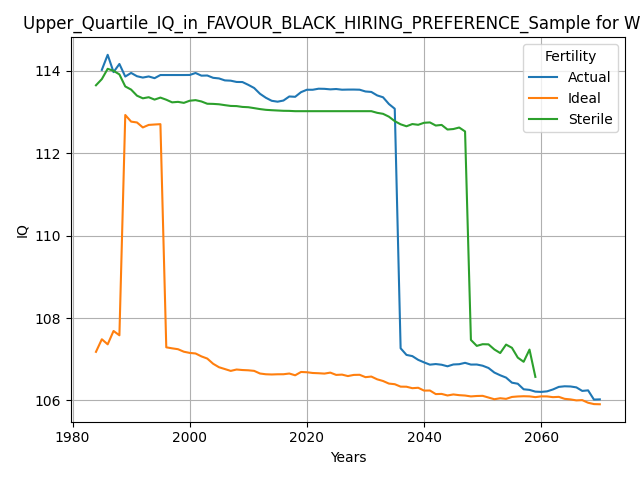 Upper_Quartile_IQ_in_FAVOUR_BLACK_HIRING_PREFERENCE_Sample for W
Fertility
Actual
Ideal
Sterile
IQ
114
112
110
108
106
1980
2000
2020
2040
2060
Years